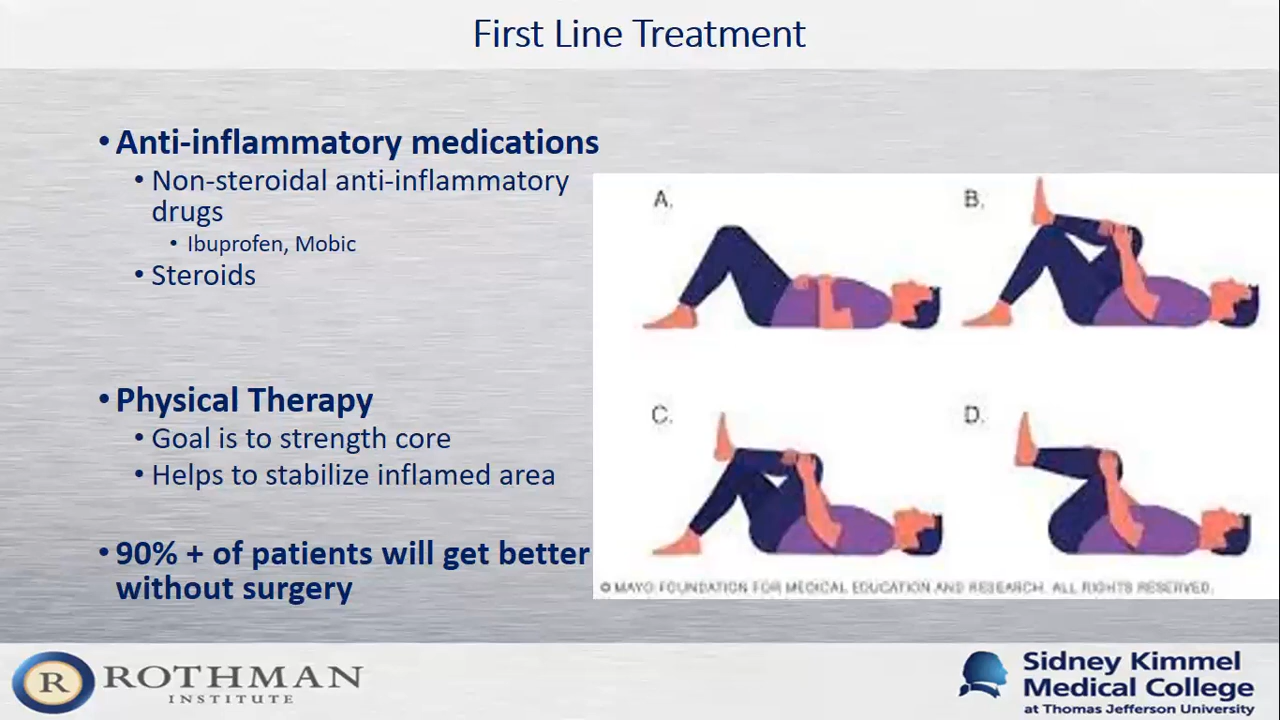 First Line Treatment
• Anti-inflammatory medications
• Non-steroidal anti-inflammatory
drugs
• Ibuprofen, Mobic
• Steroids
• Physical Therapy
• Goal is to strength core
• Helps to stabilize inflamed area
• 90% + of patients will get better
without surgery
A.
B.
C.
D.
© MAYO FOUNDATION FOR MEDICAL EDUCATION AND RESEARCH. ALL RIGHTS RESERVED.
R ROTHMAN
INSTITUTE
Sidney Kimmel
Medical College
at Thomas Jefferson University